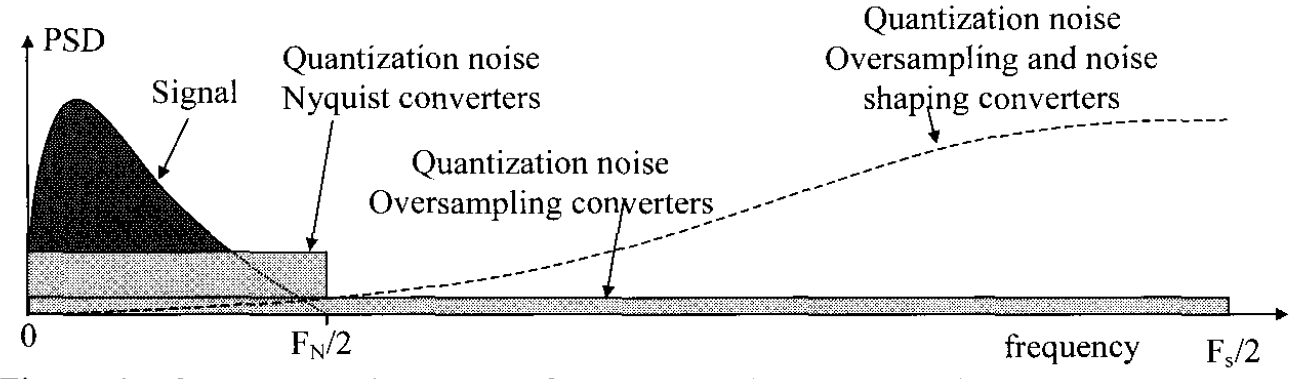 PSD
Signal
Quantization noise
Nyquist converters
Quantization noise
Oversampling converters
Quantization noise
Oversampling and noise
shaping converters
0
F_N/2
frequency
F_s/2